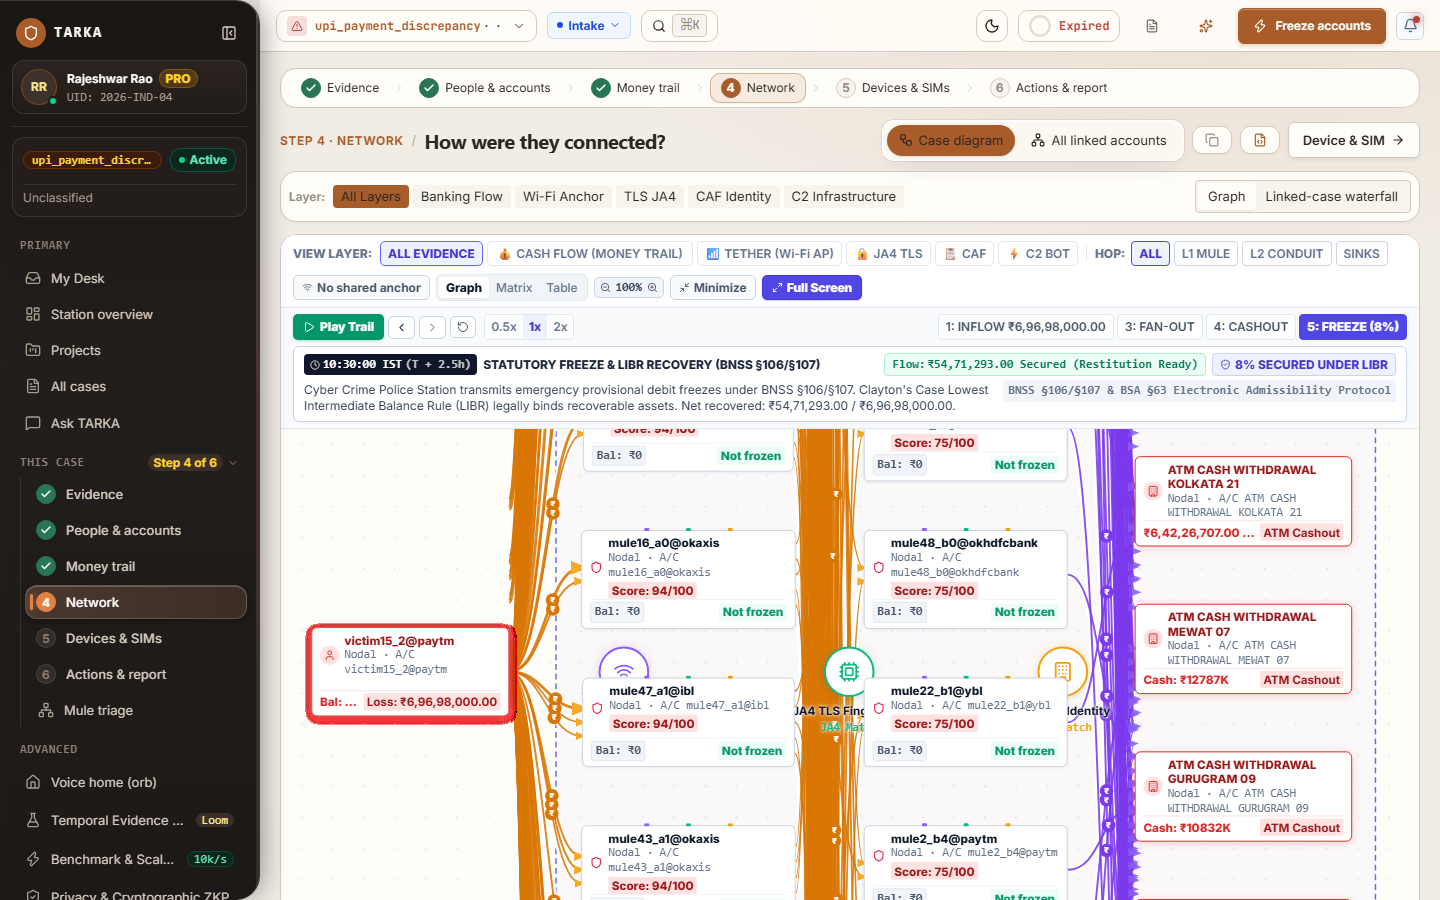 TARKA
RR
Rajeshwar Rao PRO
UID: 2026-IND-04
upi_payment_discr… Active
Unclassified
PRIMARY
My Desk
Station overview
Projects
All cases
Ask TARKA
THIS CASE Step 4 of 6
Evidence
People & accounts
Money trail
4 Network
5 Devices & SIMs
6 Actions & report
Mule triage
ADVANCED
Voice home (orb)
Temporal Evidence ... Loom
Benchmark & Scal... 10k/s
Privacy & Cryptographic ZKP
upi_payment_discrepancy · · Intake ⌘K Expired Freeze accounts
Evidence People & accounts Money trail 4 Network 5 Devices & SIMs 6 Actions & report
STEP 4 · NETWORK / How were they connected? Case diagram All linked accounts Device & SIM →
Layer: All Layers Banking Flow Wi-Fi Anchor TLS JA4 CAF Identity C2 Infrastructure Graph Linked-case waterfall
VIEW LAYER: ALL EVIDENCE CASH FLOW (MONEY TRAIL) TETHER (Wi-Fi AP) JA4 TLS CAF C2 BOT HOP: ALL L1 MULE L2 CONDUIT SINKS
No shared anchor Graph Matrix Table 100% Minimize Full Screen
Play Trail 0.5x 1x 2x 1: INFLOW ₹6,96,98,000.00 3: FAN-OUT 4: CASHOUT 5: FREEZE (8%)
10:30:00 IST (T + 2.5h) STATUTORY FREEZE & LIBR RECOVERY (BNSS §106/§107) Flow: ₹54,71,293.00 Secured (Restitution Ready) 8% SECURED UNDER LIBR
Cyber Crime Police Station transmits emergency provisional debit freezes under BNSS §106/§107. Clayton's Case Lowest BNSS §106/§107 & BSA §63 Electronic Admissibility Protocol
Intermediate Balance Rule (LIBR) legally binds recoverable assets. Net recovered: ₹54,71,293.00 / ₹6,96,98,000.00.
victim15_2@paytm
Nodal · A/C
victim15_2@paytm
Bal: ... Loss: ₹6,96,98,000.00
Score: 94/100
Bal: ₹0 Not frozen
mule16_a0@okaxis
Nodal · A/C
mule16_a0@okaxis
Score: 94/100
Bal: ₹0 Not frozen
mule47_a1@ibl
Nodal · A/C mule47_a1@ibl
Score: 94/100
Bal: ₹0 Not frozen
mule43_a1@okaxis
Nodal · A/C
mule43_a1@okaxis
Score: 94/100
JA4 TLS Fing
JA4 Mat
Score: 75/100
Bal: ₹0 Not frozen
mule48_b0@okhdfcbank
Nodal · A/C
mule48_b0@okhdfcbank
Score: 75/100
Bal: ₹0 Not frozen
mule22_b1@ybl
Nodal · A/C mule22_b1@ybl
Score: 75/100
Bal: ₹0 Not frozen
Identity
atch
mule2_b4@paytm
Nodal · A/C mule2_b4@paytm
Score: 75/100
Bal: ₹0 Not frozen
ATM CASH WITHDRAWAL
KOLKATA 21
Nodal · A/C ATM CASH
WITHDRAWAL KOLKATA 21
₹6,42,26,707.00 ... ATM Cashout
ATM CASH WITHDRAWAL
MEWAT 07
Nodal · A/C ATM CASH
WITHDRAWAL MEWAT 07
Cash: ₹12787K ATM Cashout
ATM CASH WITHDRAWAL
GURUGRAM 09
Nodal · A/C ATM CASH
WITHDRAWAL GURUGRAM 09
Cash: ₹10832K ATM Cashout